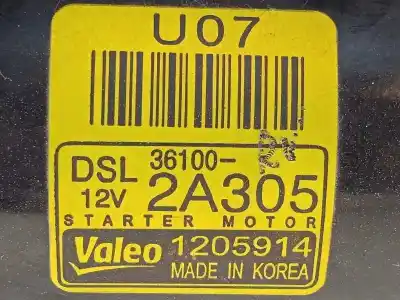 U07
DSL 36100-
12V 2A305
STARTER MOTOR
Valeo 1205914
MADE IN KOREA